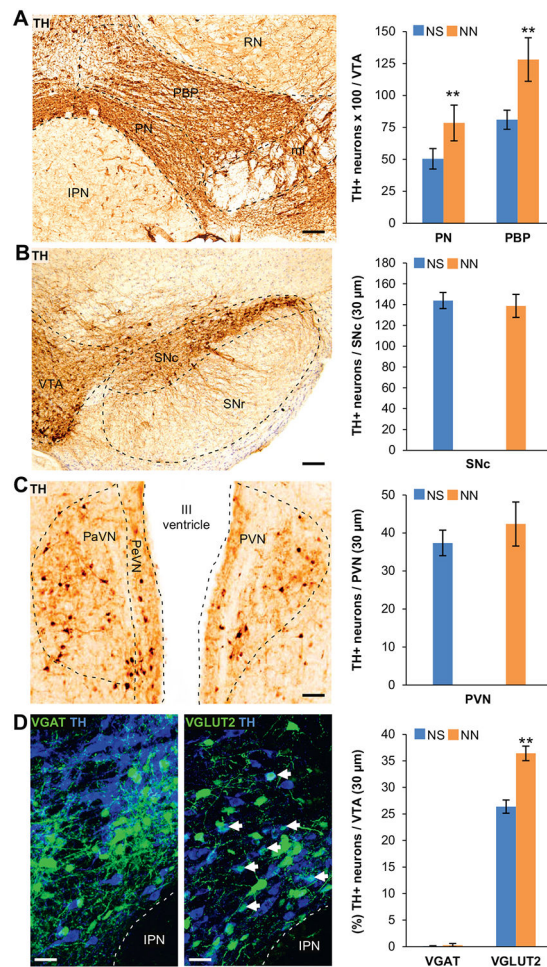 A
TH
RN
PBP
PN
ml
IPN
TH+ neurons x 100 / VTA
150
125
100
75
50
25
0
NS NN
**
**
PN PBP
B
TH
SNc
VTA
SNr
TH+ neurons / SNc (30 µm)
180
160
140
120
100
80
60
40
20
0
NS NN
SNc
C
TH
III
ventricle
PaVN
PeVN
PVN
TH+ neurons / PVN (30 µm)
50
40
30
20
10
0
NS NN
PVN
D
VGAT TH
IPN
VGLUT2 TH
IPN
(%) TH+ neurons / VTA (30 µm)
40
35
30
25
20
15
10
5
0
NS NN
**
VGAT VGLUT2